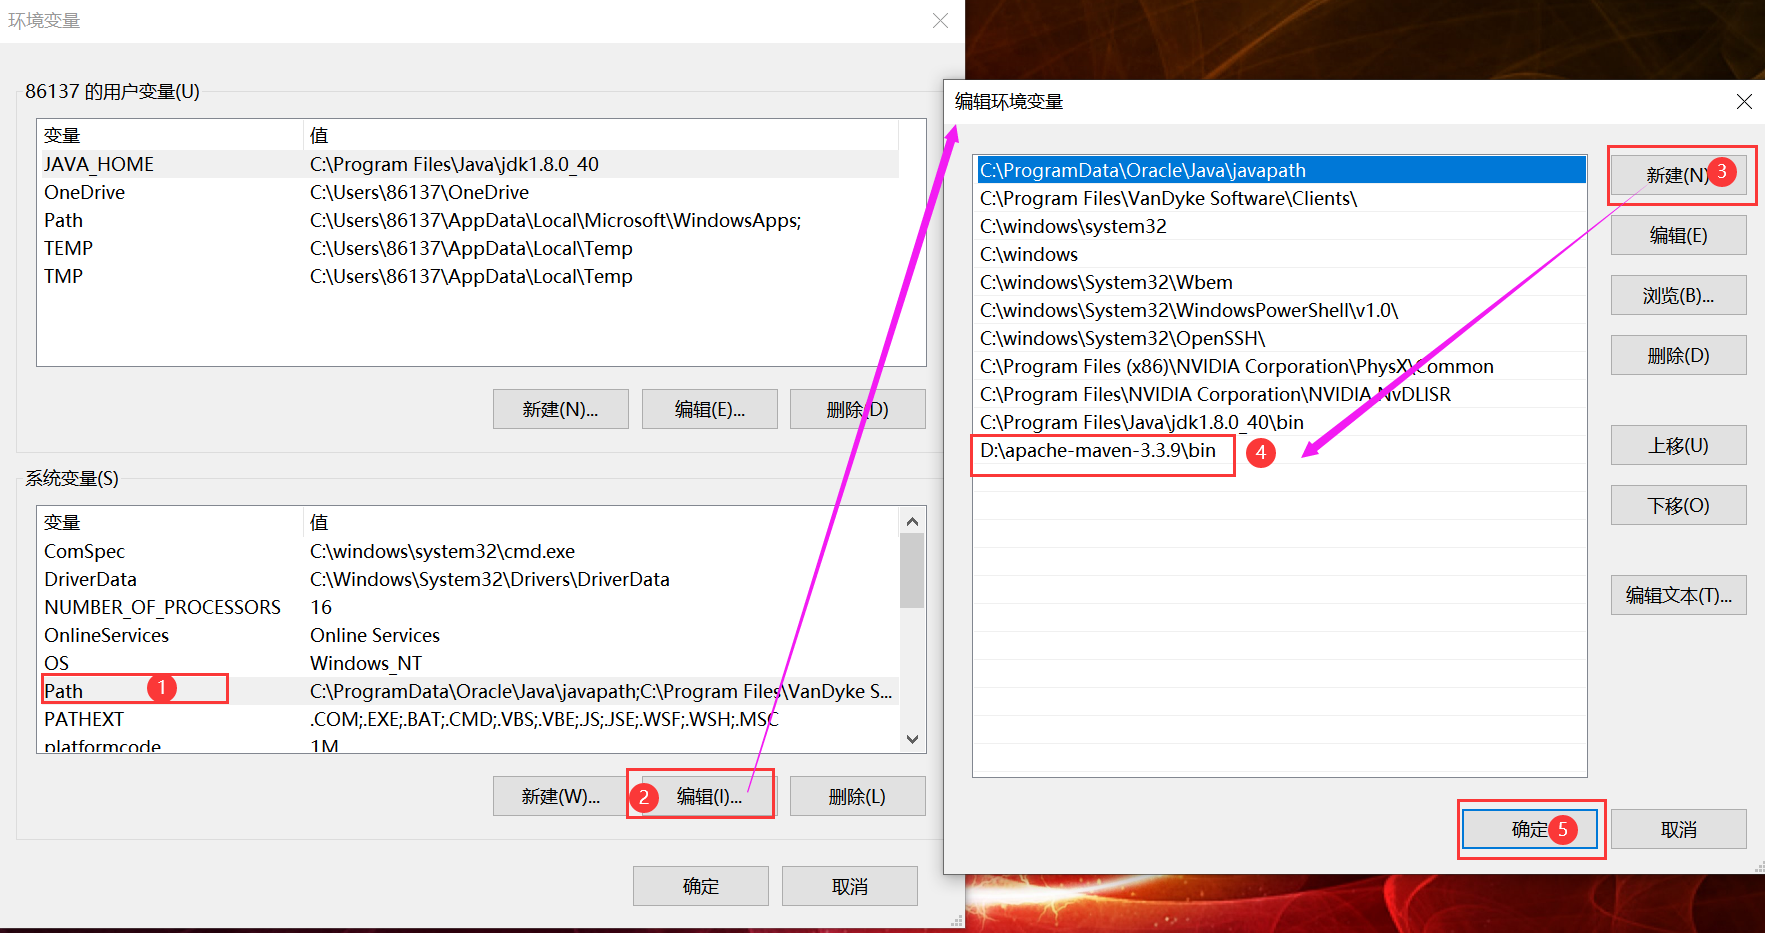 环境变量
86137 的用户变量(U)
变量 值
JAVA_HOME C:\Program Files\Java\jdk1.8.0_40
OneDrive C:\Users\86137\OneDrive
Path C:\Users\86137\AppData\Local\Microsoft\WindowsApps;
TEMP C:\Users\86137\AppData\Local\Temp
TMP C:\Users\86137\AppData\Local\Temp
新建(N)... 编辑(E)... 删除(D)
系统变量(S)
变量 值
ComSpec C:\windows\system32\cmd.exe
DriverData C:\Windows\System32\Drivers\DriverData
NUMBER_OF_PROCESSORS 16
OnlineServices Online Services
OS Windows_NT
Path 1 C:\ProgramData\Oracle\Java\javapath;C:\Program Files\VanDyke S...
PATHEXT .COM;.EXE;.BAT;.CMD;.VBS;.VBE;.JS;.JSE;.WSF;.WSH;.MSC
platformcode 1M
新建(W)... 2 编辑(I)... 删除(L)
确定 取消
编辑环境变量
C:\ProgramData\Oracle\Java\javapath
C:\Program Files\VanDyke Software\Clients\
C:\windows\system32
C:\windows
C:\windows\System32\Wbem
C:\windows\System32\WindowsPowerShell\v1.0\
C:\windows\System32\OpenSSH\
C:\Program Files (x86)\NVIDIA Corporation\PhysX\Common
C:\Program Files\NVIDIA Corporation\NVIDIA NvDLISR
C:\Program Files\Java\jdk1.8.0_40\bin
D:\apache-maven-3.3.9\bin 4
新建(N) 3
编辑(E)
浏览(B)...
删除(D)
上移(U)
下移(O)
编辑文本(T)...
确定 5 取消